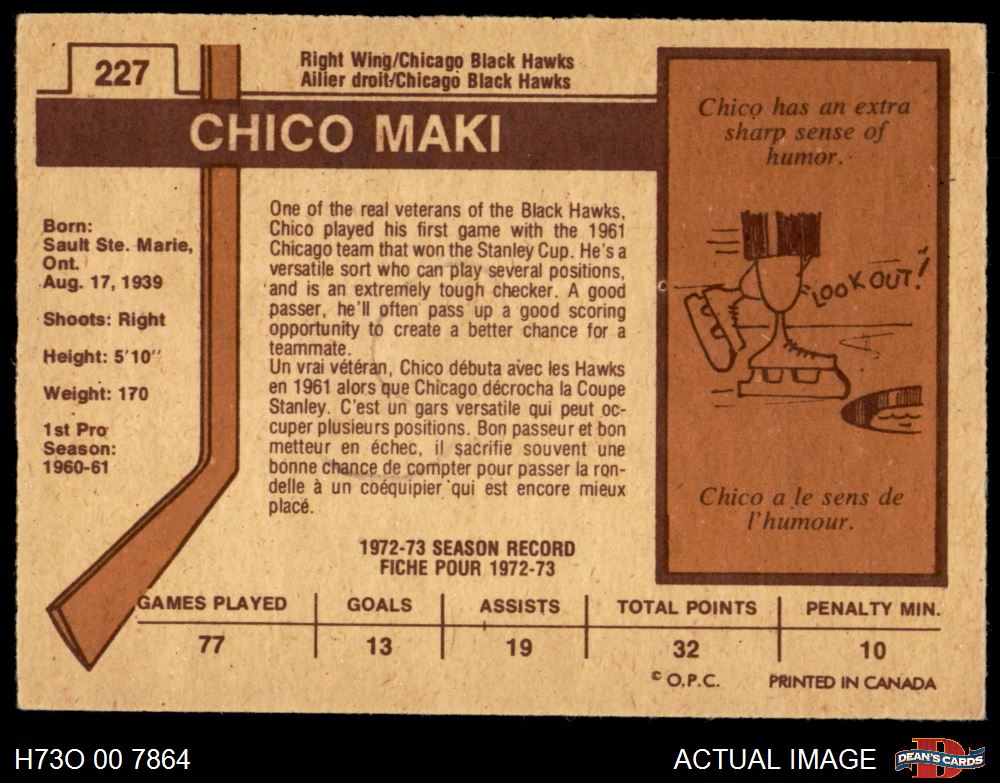 227
Right Wing/Chicago Black Hawks
Ailier droit/Chicago Black Hawks
CHICO MAKI
Born:
Sault Ste. Marie,
Ont.
Aug. 17, 1939
Shoots: Right
Height: 5'10''
Weight: 170
1st Pro
Season:
1960-61
One of the real veterans of the Black Hawks,
Chico played his first game with the 1961
Chicago team that won the Stanley Cup. He's a
versatile sort who can play several positions,
and is an extremely tough checker. A good
passer, he'll often pass up a good scoring
opportunity to create a better chance for a
teammate.
Un vrai vétéran, Chico débuta avec les Hawks
en 1961 alors que Chicago décrocha la Coupe
Stanley. C'est un gars versatile qui peut oc-
cuper plusieurs positions. Bon passeur et bon
metteur en échec, il sacrifie souvent une
bonne chance de compter pour passer la ron-
delle à un coéquipier qui est encore mieux
placé.
Chico has an extra
sharp sense of
humor.
LOOK OUT!
Chico a le sens de
l'humour.
1972-73 SEASON RECORD
FICHE POUR 1972-73
GAMES PLAYED GOALS ASSISTS TOTAL POINTS PENALTY MIN.
77 13 19 32 10
© O.P.C. PRINTED IN CANADA
H73O 00 7864 ACTUAL IMAGE DEAN'S CARDS